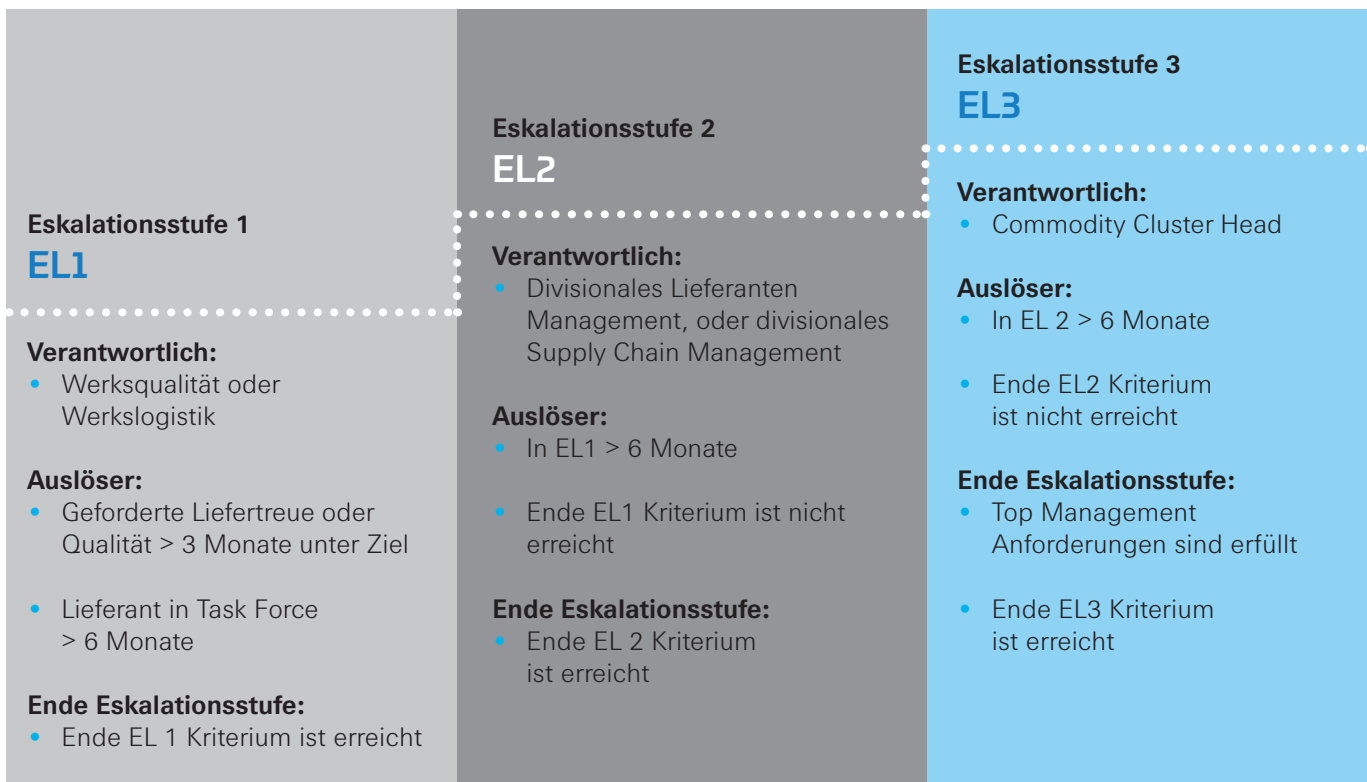 Eskalationsstufe 1
EL1
Verantwortlich:
• Werksqualität oder
Werkslogistik
Auslöser:
• Geforderte Liefertreue oder
Qualität > 3 Monate unter Ziel
• Lieferant in Task Force
> 6 Monate
Ende Eskalationsstufe:
• Ende EL 1 Kriterium ist erreicht
Eskalationsstufe 2
EL2
Verantwortlich:
• Divisionales Lieferanten
Management, oder divisionales
Supply Chain Management
Auslöser:
• In EL1 > 6 Monate
• Ende EL1 Kriterium ist nicht
erreicht
Ende Eskalationsstufe:
• Ende EL 2 Kriterium
ist erreicht
Eskalationsstufe 3
EL3
Verantwortlich:
• Commodity Cluster Head
Auslöser:
• In EL 2 > 6 Monate
• Ende EL2 Kriterium
ist nicht erreicht
Ende Eskalationsstufe:
• Top Management
Anforderungen sind erfüllt
• Ende EL3 Kriterium
ist erreicht